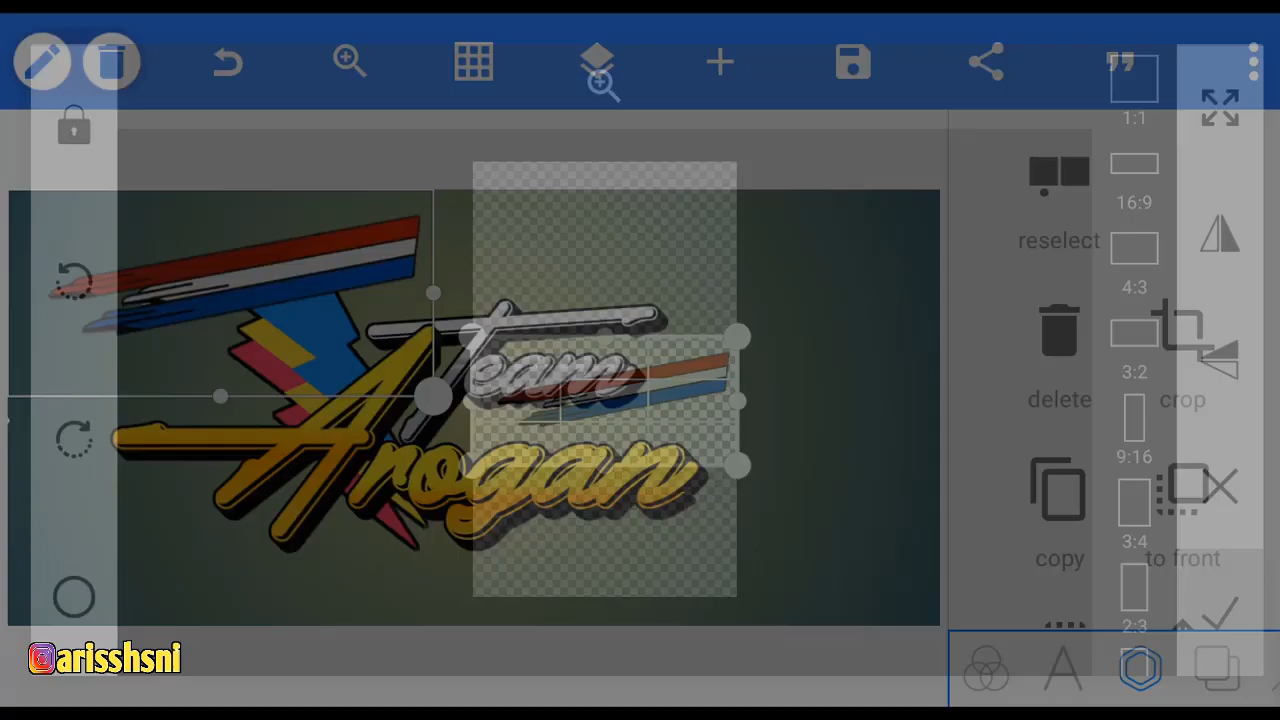 1:1
16:9
reselect
4:3
Team
3:2
delete
crop
Arogan
9:16
3:4
copy
to front
2:3
@arisshsni
A